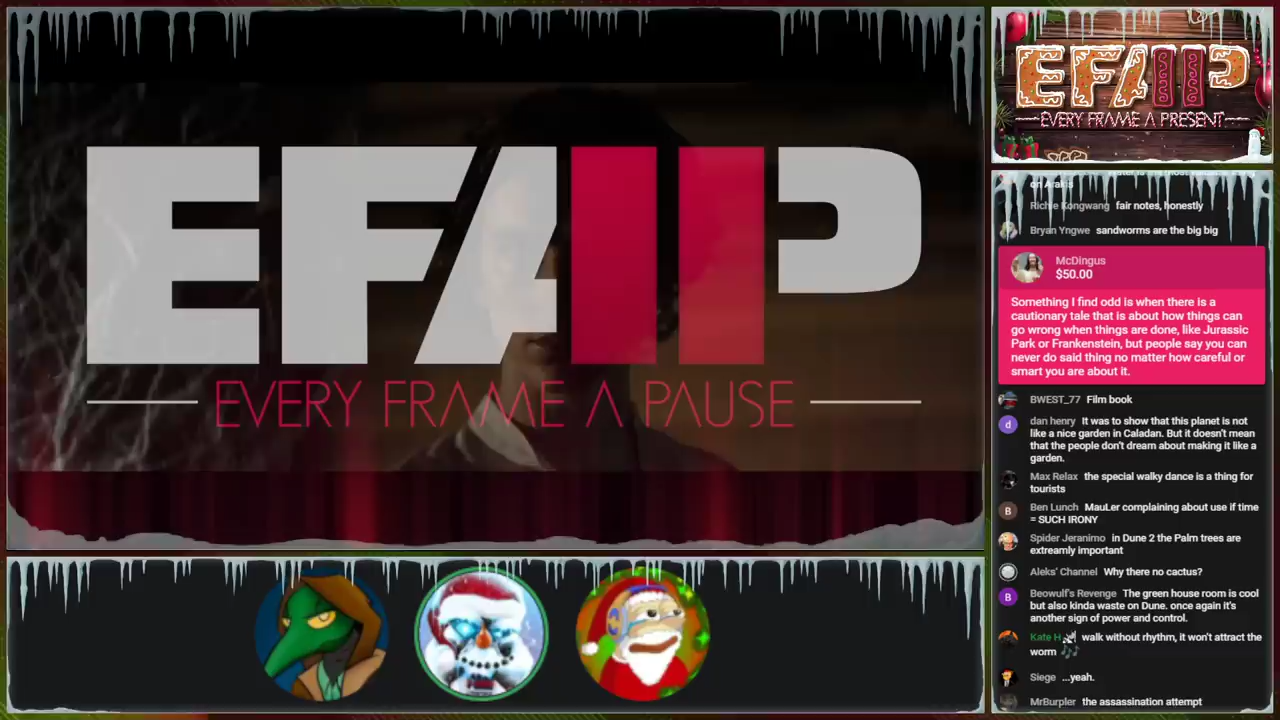 EFAIIP
EVERY FRAME A PAUSE
EFAIIP
EVERY FRAME A PRESENT
on Arakis
Richie Kongwang fair notes, honestly
Bryan Yngwe sandworms are the big big
McDingus
$50.00
Something I find odd is when there is a
cautionary tale that is about how things can
go wrong when things are done, like Jurassic
Park or Frankenstein, but people say you can
never do said thing no matter how careful or
smart you are about it.
BWEST_77 Film book
d
dan henry It was to show that this planet is not
like a nice garden in Caladan. But it doesn't mean
that the people don't dream about making it like a
garden.
Max Relax the special walky dance is a thing for
tourists
B
Ben Lunch MauLer complaining about use if time
= SUCH IRONY
Spider Jeranimo in Dune 2 the Palm trees are
extreamly important
Aleks' Channel Why there no cactus?
B
Beowulf's Revenge The green house room is cool
but also kinda waste on Dune. once again it's
another sign of power and control.
Kate H walk without rhythm, it won't attract the
worm 🎶
Siege ...yeah.
MrBurpler the assassination attempt